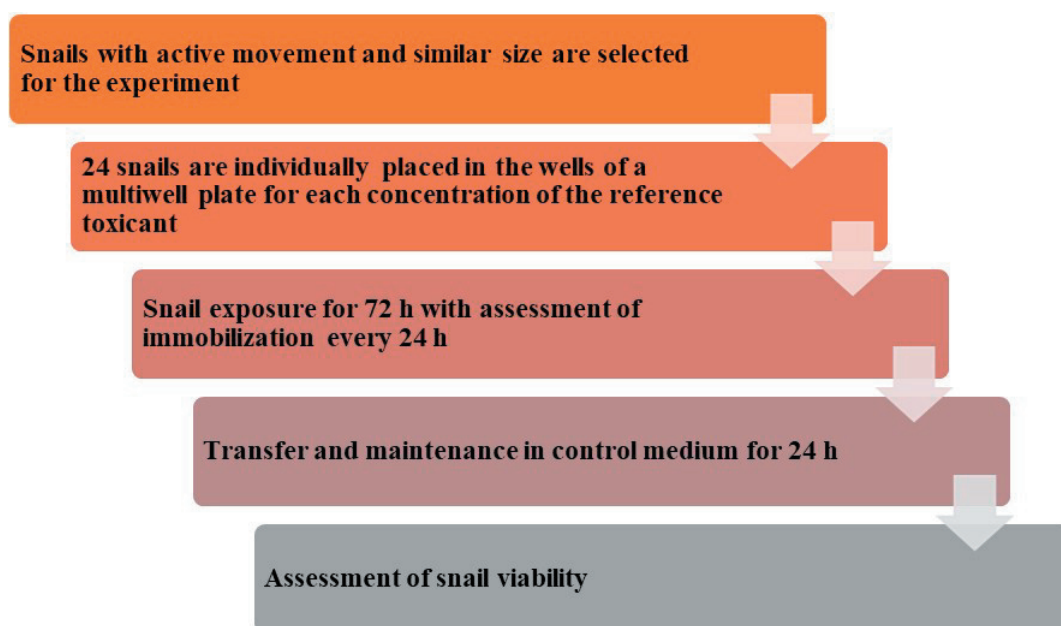 Snails with active movement and similar size are selected
for the experiment
24 snails are individually placed in the wells of a
multiwell plate for each concentration of the reference
toxicant
Snail exposure for 72 h with assessment of
immobilization every 24 h
Transfer and maintenance in control medium for 24 h
Assessment of snail viability